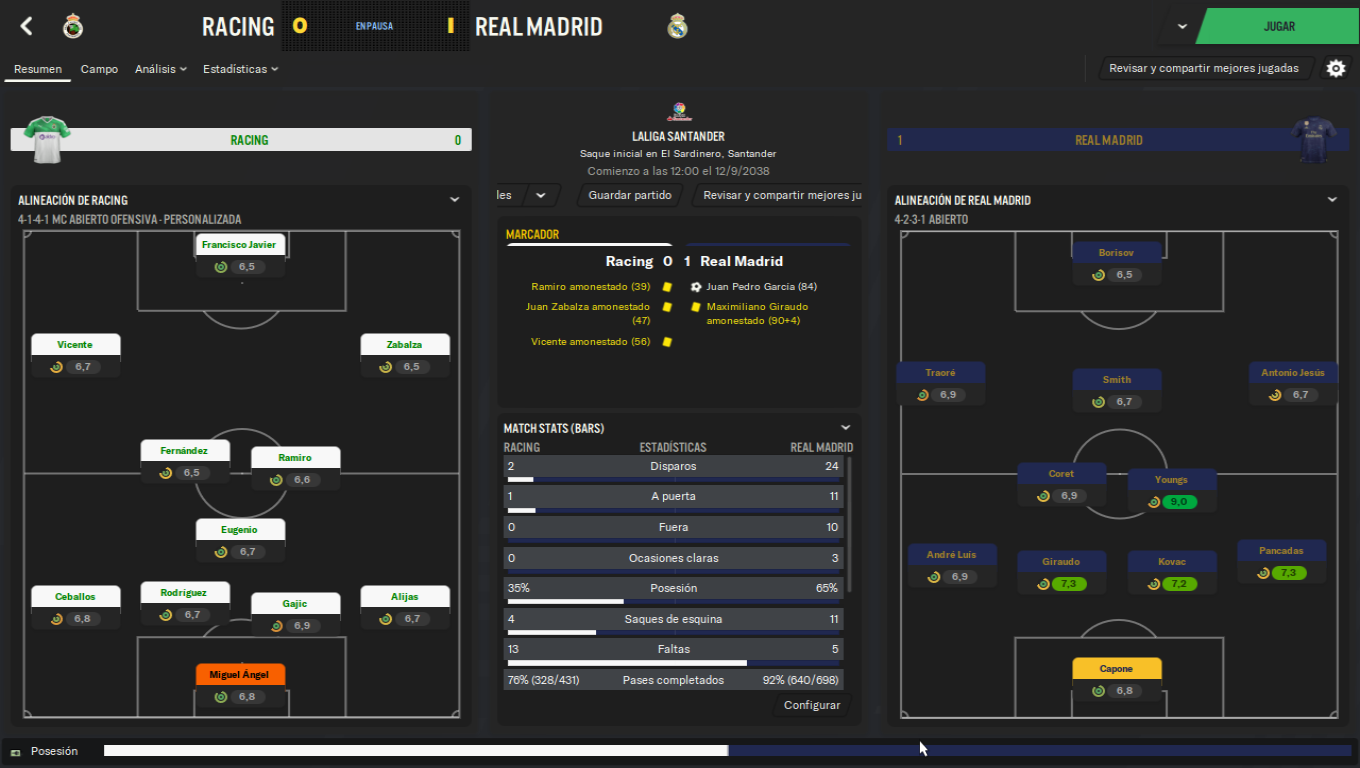 RACING 0 EN PAUSA 1 REAL MADRID
JUGAR
Resumen Campo Análisis Estadísticas
Revisar y compartir mejores jugadas
RACING 0
LALIGA SANTANDER
Saque inicial en El Sardinero, Santander
Comienzo a las 12:00 el 12/9/2038
les Guardar partido Revisar y compartir mejores ju
1 REAL MADRID
ALINEACIÓN DE RACING
4-1-4-1 MC ABIERTO OFENSIVA - PERSONALIZADA
Francisco Javier
6,5
Vicente
6,7
Zabalza
6,5
Fernández
6,5
Ramiro
6,6
Eugenio
6,7
Ceballos
6,8
Rodríguez
6,7
Gajic
6,9
Alijas
6,7
Miguel Ángel
6,8
MARCADOR
Racing 0 1 Real Madrid
Ramiro amonestado (39)
Juan Zabalza amonestado
(47)
Vicente amonestado (56)
Juan Pedro García (84)
Maximiliano Giraudo
amonestado (90+4)
MATCH STATS (BARS)
RACING ESTADÍSTICAS REAL MADRID
2 Disparos 24
1 A puerta 11
0 Fuera 10
0 Ocasiones claras 3
35% Posesión 65%
4 Saques de esquina 11
13 Faltas 5
76% (328/431) Pases completados 92% (640/698)
Configurar
ALINEACIÓN DE REAL MADRID
4-2-3-1 ABIERTO
Borisov
6,5
Traoré
6,9
Smith
6,7
Antonio Jesús
6,7
Coret
6,9
Youngs
9,0
André Luís
6,9
Giraudo
7,3
Kovac
7,2
Pancadas
7,3
Capone
6,8
Posesión